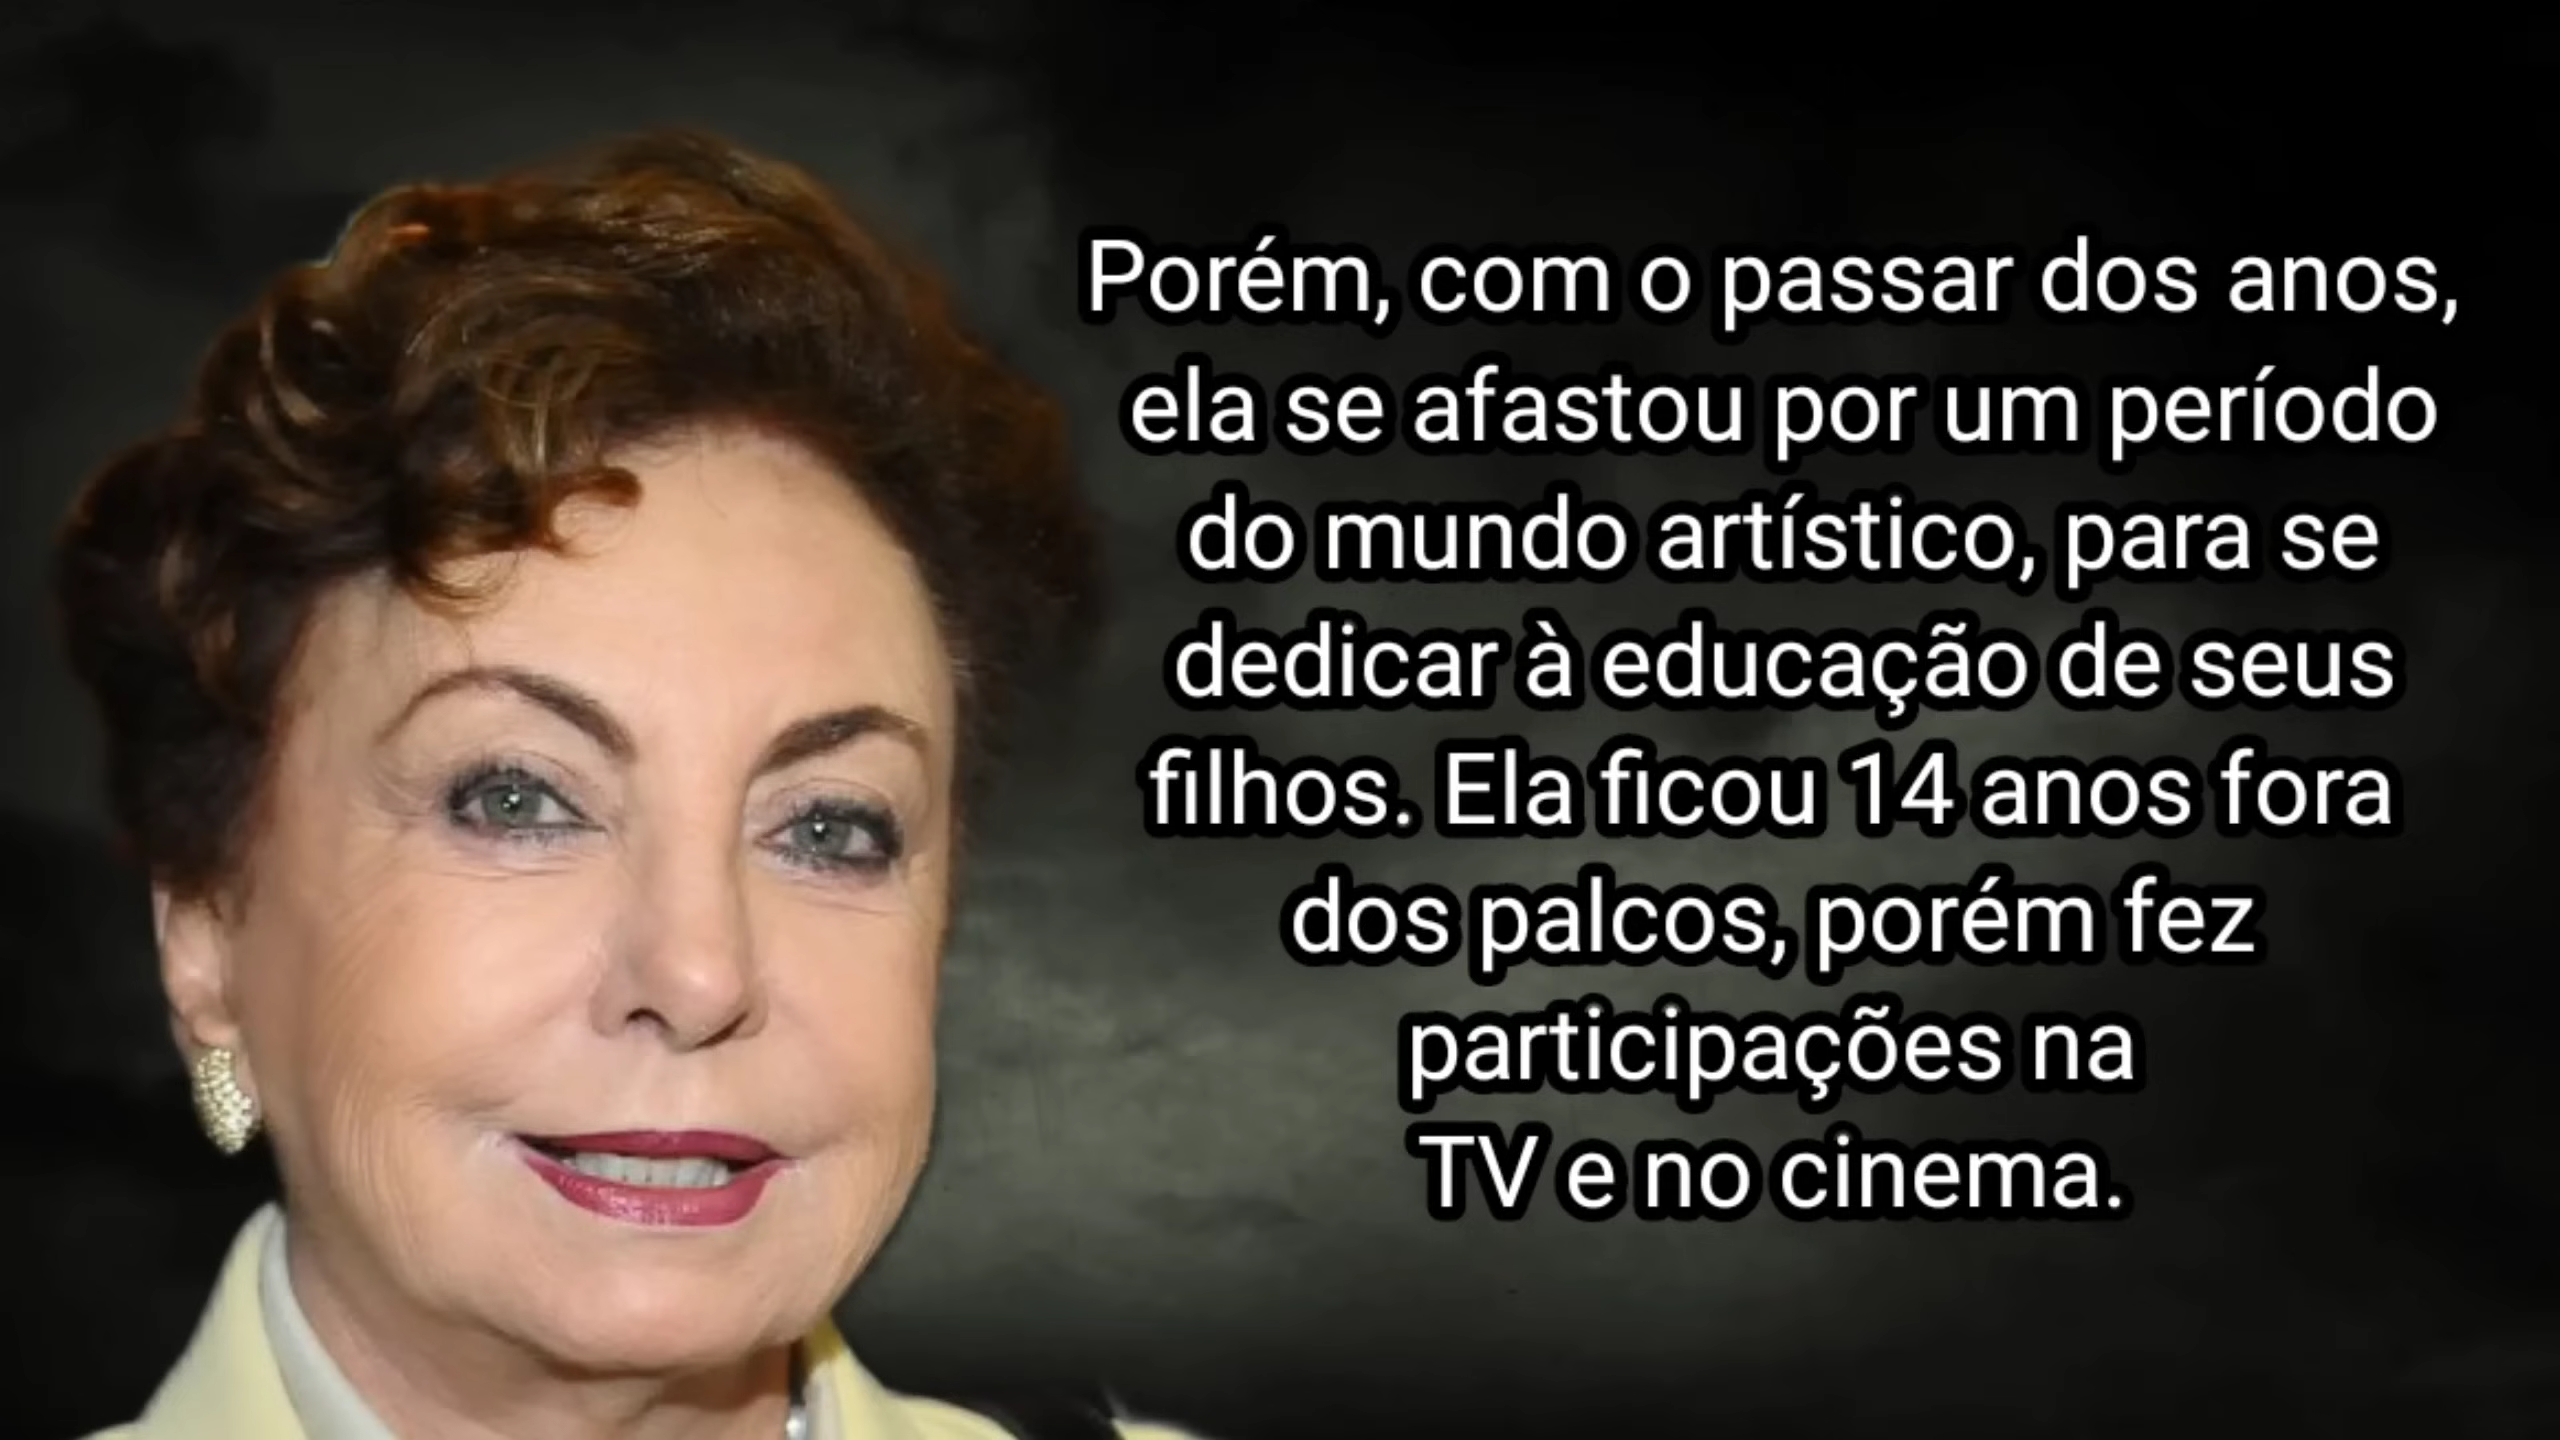 Porém, com o passar dos anos,
ela se afastou por um período
do mundo artístico, para se
dedicar à educação de seus
filhos. Ela ficou 14 anos fora
dos palcos, porém fez
participações na
TV e no cinema.